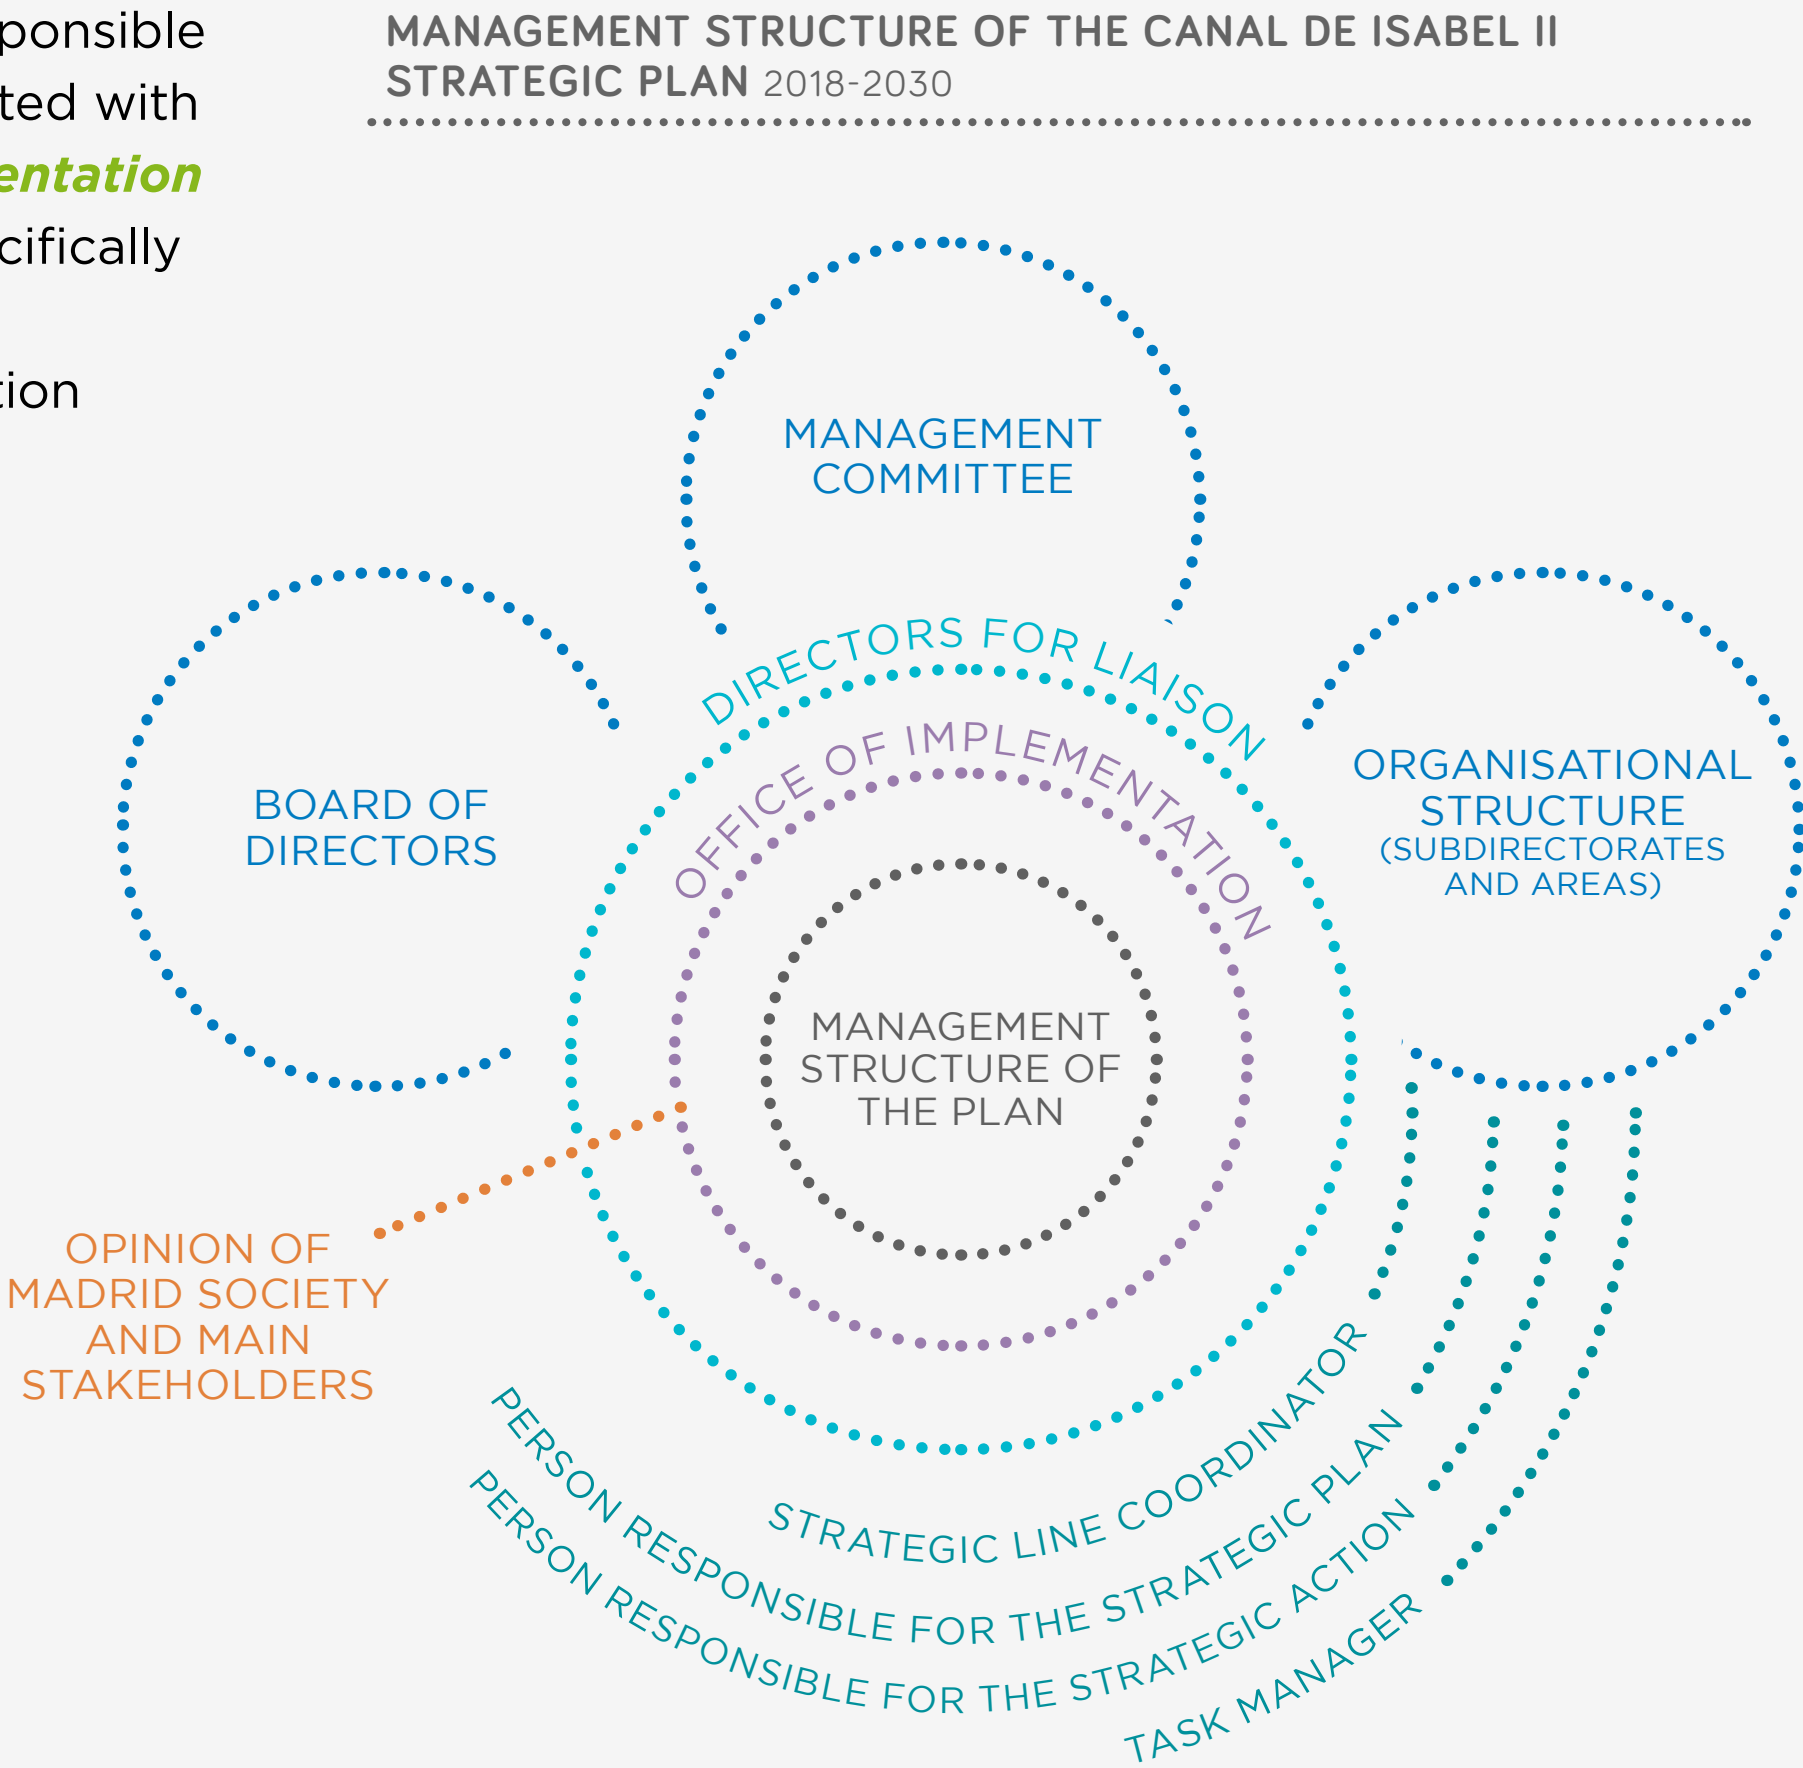 ponsible
ted with
entation
cifically
tion
MANAGEMENT STRUCTURE OF THE CANAL DE ISABEL II
STRATEGIC PLAN 2018-2030
MANAGEMENT
COMMITTEE
DIRECTORS FOR LIAISON
OFFICE OF IMPLEMENTATION
BOARD OF
DIRECTORS
ORGANISATIONAL
STRUCTURE
(SUBDIRECTORATES
AND AREAS)
MANAGEMENT
STRUCTURE OF
THE PLAN
OPINION OF
MADRID SOCIETY
AND MAIN
STAKEHOLDERS
STRATEGIC LINE COORDINATOR
PERSON RESPONSIBLE FOR THE STRATEGIC PLAN
PERSON RESPONSIBLE FOR THE STRATEGIC ACTION
TASK MANAGER